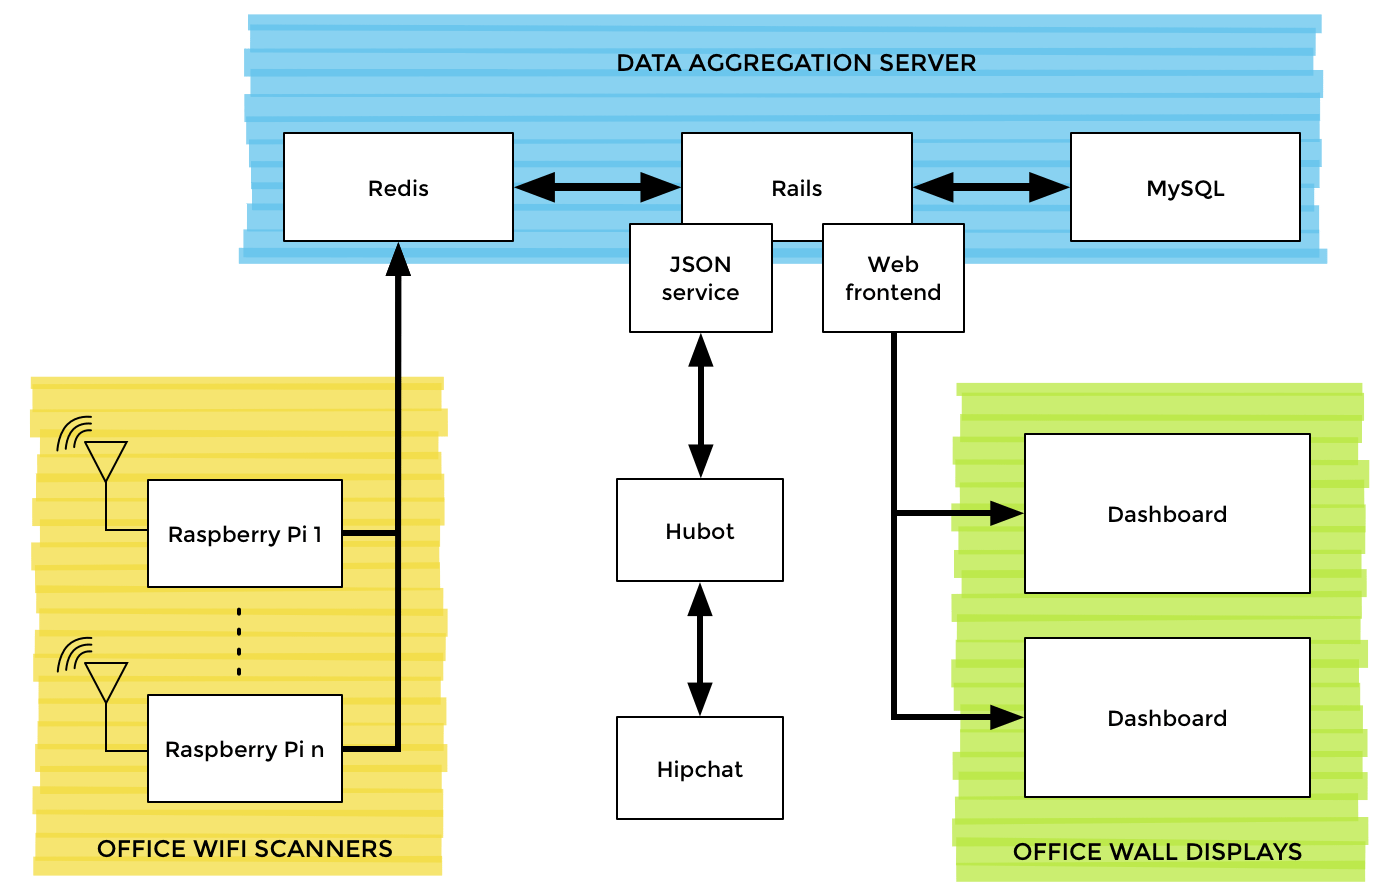 DATA AGGREGATION SERVER
Redis
Rails
MySQL
JSON
service
Web
frontend
Raspberry Pi 1
Raspberry Pi n
OFFICE WIFI SCANNERS
Hubot
Hipchat
Dashboard
Dashboard
OFFICE WALL DISPLAYS